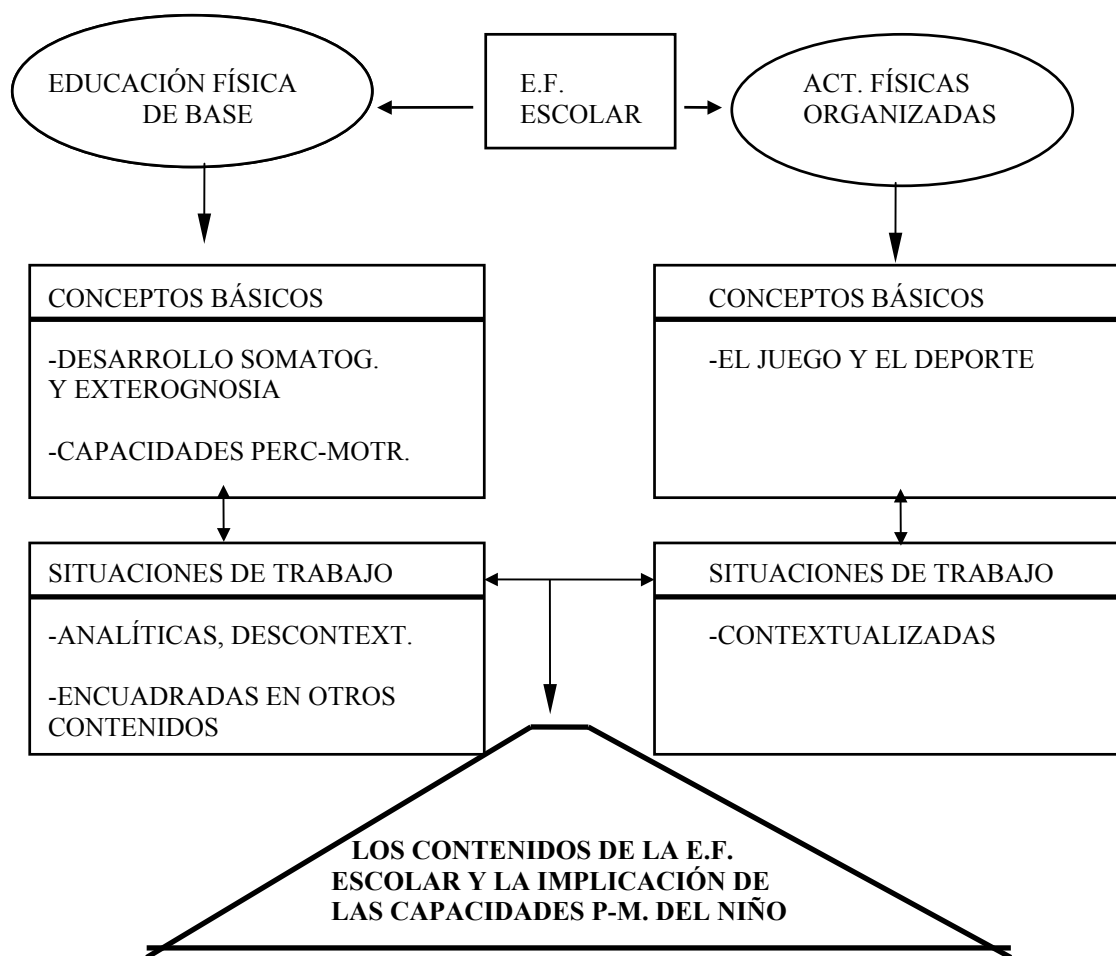 EDUCACIÓN FÍSICA
DE BASE
E.F.
ESCOLAR
ACT. FÍSICAS
ORGANIZADAS
CONCEPTOS BÁSICOS
-DESARROLLO SOMATOG.
Y EXTEROGNOSIA
-CAPACIDADES PERC-MOTR.
CONCEPTOS BÁSICOS
-EL JUEGO Y EL DEPORTE
SITUACIONES DE TRABAJO
-ANALÍTICAS, DESCONTEXT.
-ENCUADRADAS EN OTROS
CONTENIDOS
SITUACIONES DE TRABAJO
-CONTEXTUALIZADAS
LOS CONTENIDOS DE LA E.F.
ESCOLAR Y LA IMPLICACIÓN DE
LAS CAPACIDADES P-M. DEL NIÑO